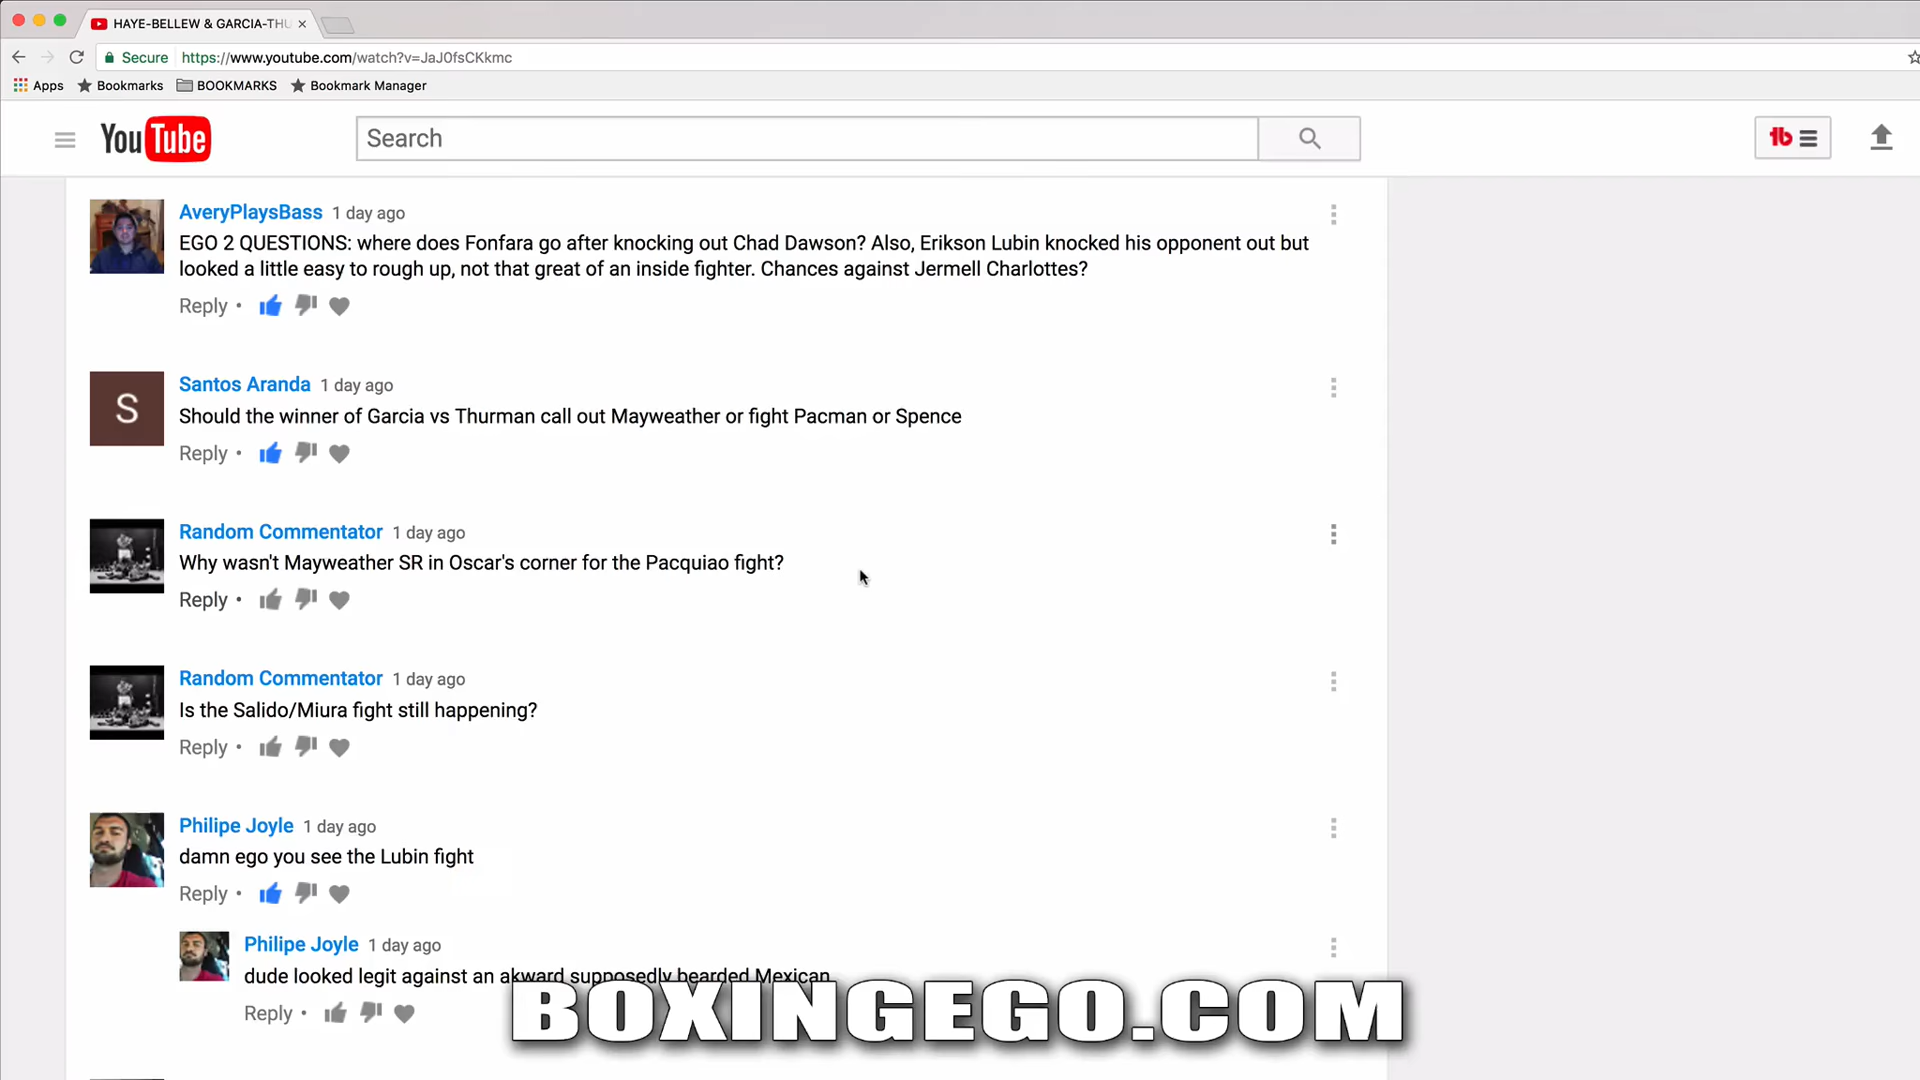 HAYE-BELLEW & GARCIA-THU
Secure https://www.youtube.com/watch?v=JaJ0fsCKkmc
Apps Bookmarks BOOKMARKS Bookmark Manager
YouTube Search tb
AveryPlaysBass 1 day ago
EGO 2 QUESTIONS: where does Fonfara go after knocking out Chad Dawson? Also, Erikson Lubin knocked his opponent out but
looked a little easy to rough up, not that great of an inside fighter. Chances against Jermell Charlottes?
Reply •
S
Santos Aranda 1 day ago
Should the winner of Garcia vs Thurman call out Mayweather or fight Pacman or Spence
Reply •
Random Commentator 1 day ago
Why wasn't Mayweather SR in Oscar's corner for the Pacquiao fight?
Reply •
Random Commentator 1 day ago
Is the Salido/Miura fight still happening?
Reply •
Philipe Joyle 1 day ago
damn ego you see the Lubin fight
Reply •
Philipe Joyle 1 day ago
dude looked legit against an akward supposedly bearded Mexican
Reply •
BOXINGEGO.COM